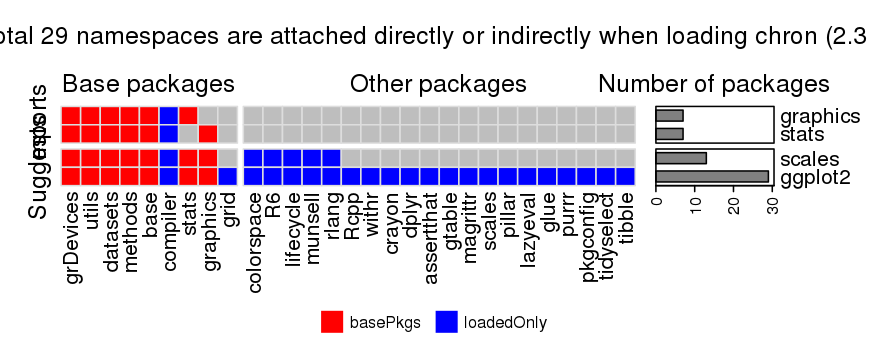 otal 29 namespaces are attached directly or indirectly when loading chron (2.3
Base packages
Other packages
Number of packages
Imports
Suggests
graphics
stats
scales
ggplot2
0
10
20
30
grDevices
utils
datasets
methods
base
compiler
stats
graphics
grid
colorspace
R6
lifecycle
munsell
rlang
Rcpp
withr
crayon
dplyr
assertthat
gtable
magrittr
scales
pillar
lazyeval
glue
purrr
pkgconfig
tidyselect
tibble
basePkgs
loadedOnly